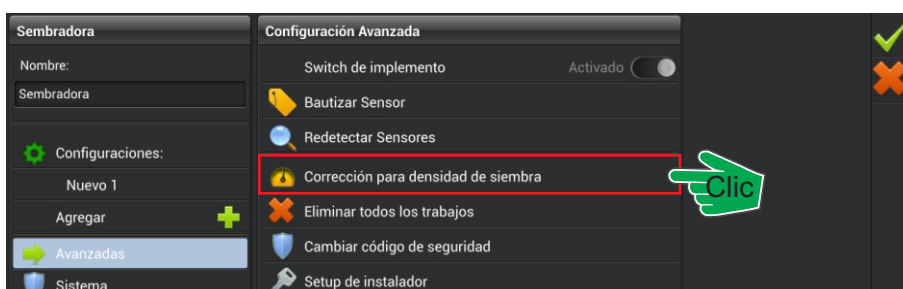 Sembradora
Nombre:
Sembradora
Configuraciones:
Nuevo 1
Agregar
Avanzadas
Sistema
Configuración Avanzada
Switch de implemento Activado
Bautizar Sensor
Redetectar Sensores
Corrección para densidad de siembra
Clic
Eliminar todos los trabajos
Cambiar código de seguridad
Setup de instalador